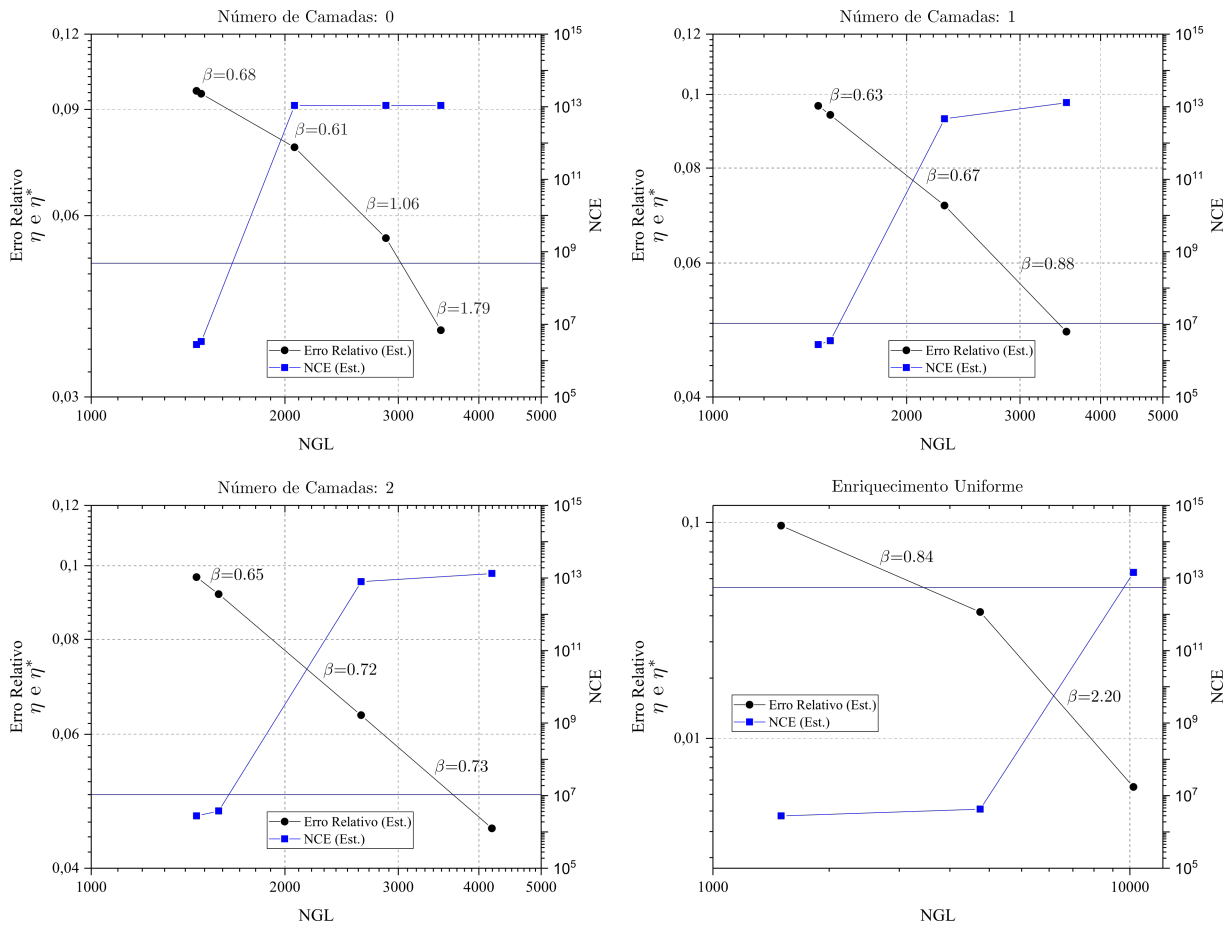 Número de Camadas: 0
0,12
0,09
0,06
0,03
Erro Relativo
η e η*
β=0.68
β=0.61
β=1.06
β=1.79
Erro Relativo (Est.)
NCE (Est.)
10^15
10^13
10^11
10^9
10^7
10^5
NCE
1000
2000
3000
4000
5000
NGL
Número de Camadas: 1
0,12
0,1
0,08
0,06
0,04
Erro Relativo
η e η*
β=0.63
β=0.67
β=0.88
Erro Relativo (Est.)
NCE (Est.)
10^15
10^13
10^11
10^9
10^7
10^5
NCE
1000
2000
3000
4000
5000
NGL
Número de Camadas: 2
0,12
0,1
0,08
0,06
0,04
Erro Relativo
η e η*
β=0.65
β=0.72
β=0.73
Erro Relativo (Est.)
NCE (Est.)
10^15
10^13
10^11
10^9
10^7
10^5
NCE
1000
2000
3000
4000
5000
NGL
Enriquecimento Uniforme
0,1
0,01
Erro Relativo
η e η*
β=0.84
β=2.20
Erro Relativo (Est.)
NCE (Est.)
10^15
10^13
10^11
10^9
10^7
10^5
NCE
1000
10000
NGL